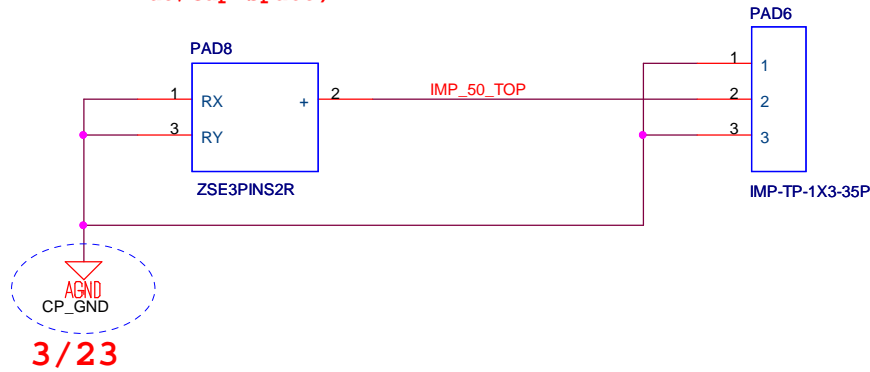 PAD6
PAD8
1 RX
3 RY
+ 2
IMP_50_TOP
1 1
2 2
3 3
ZSE3PINS2R
IMP-TP-1X3-35P
AGND
CP_GND
3/23